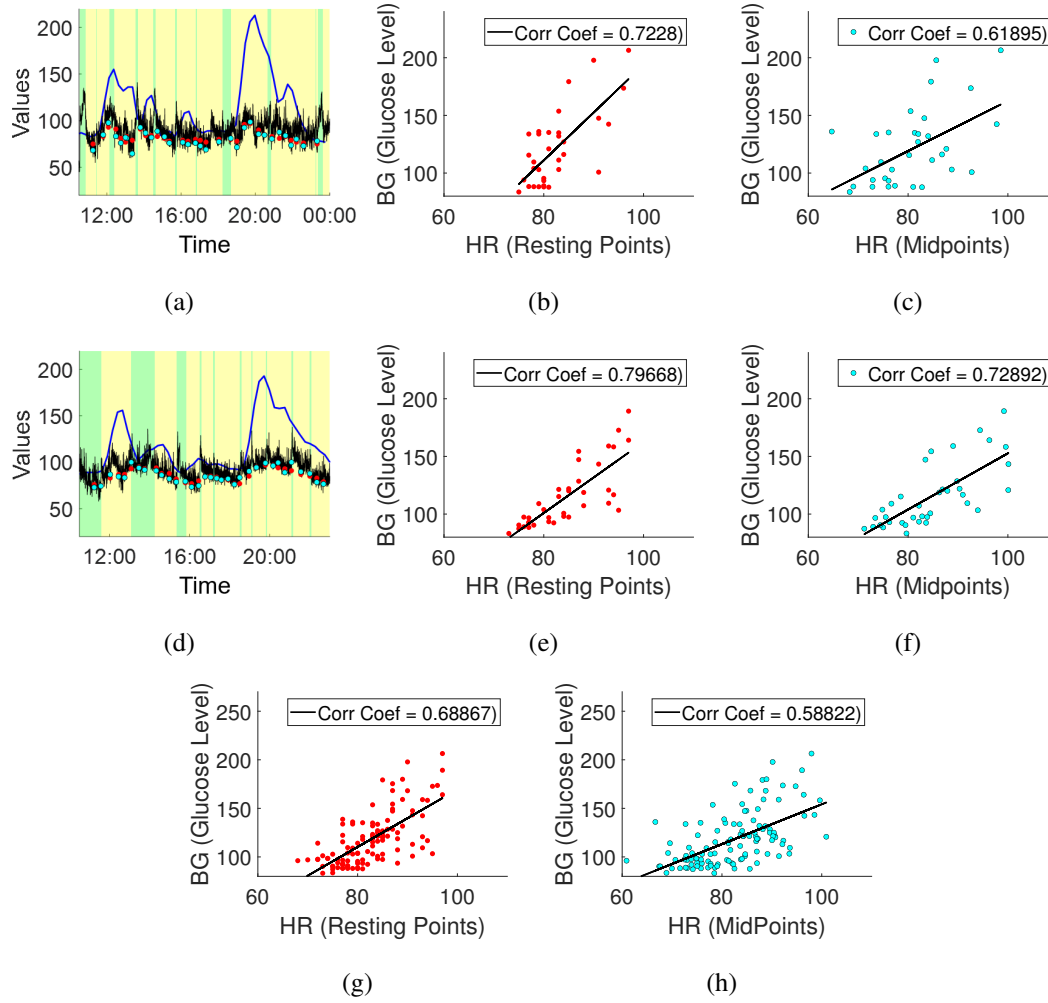 200
150
100
50
Values
12:00 16:00 20:00 00:00
Time
(a)
Corr Coef = 0.7228)
200
150
100
BG (Glucose Level)
60 80 100
HR (Resting Points)
(b)
Corr Coef = 0.61895)
200
150
100
BG (Glucose Level)
60 80 100
HR (Midpoints)
(c)
200
150
100
50
Values
12:00 16:00 20:00
Time
(d)
Corr Coef = 0.79668)
200
150
100
BG (Glucose Level)
60 80 100
HR (Resting Points)
(e)
Corr Coef = 0.72892)
200
150
100
BG (Glucose Level)
60 80 100
HR (Midpoints)
(f)
Corr Coef = 0.68867)
250
200
150
100
BG (Glucose Level)
60 80 100
HR (Resting Points)
(g)
Corr Coef = 0.58822)
250
200
150
100
BG (Glucose Level)
60 80 100
HR (MidPoints)
(h)